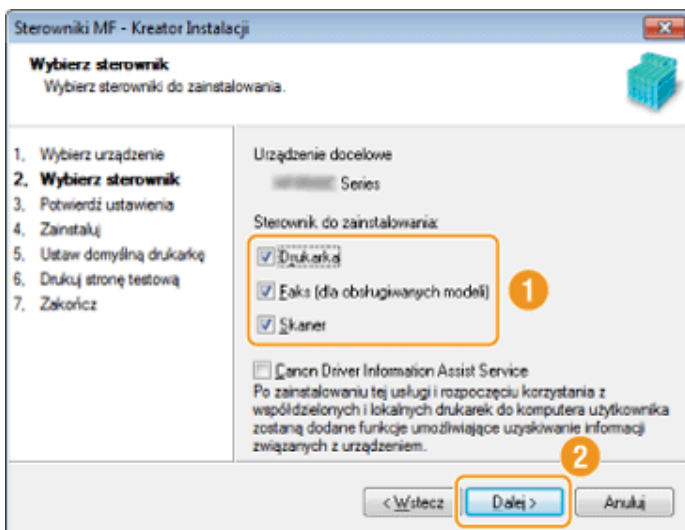 Sterowniki MF - Kreator Instalacji
Wybierz sterownik
Wybierz sterowniki do zainstalowania.
1. Wybierz urządzenie
2. Wybierz sterownik
3. Potwierdź ustawienia
4. Zainstaluj
5. Ustaw domyślną drukarkę
6. Drukuj stronę testową
7. Zakończ
Urządzenie docelowe
Series
Sterownik do zainstalowania:
Drukarka
Faks (dla obsługiwanych modeli)
Skaner
1
Canon Driver Information Assist Service
Po zainstalowaniu tej usługi i rozpoczęciu korzystania z
współdzielonych i lokalnych drukarek do komputera użytkownika
zostaną dodane funkcje umożliwiające uzyskiwanie informacji
związanych z urządzeniem.
2
< Wstecz
Dalej >
Anuluj